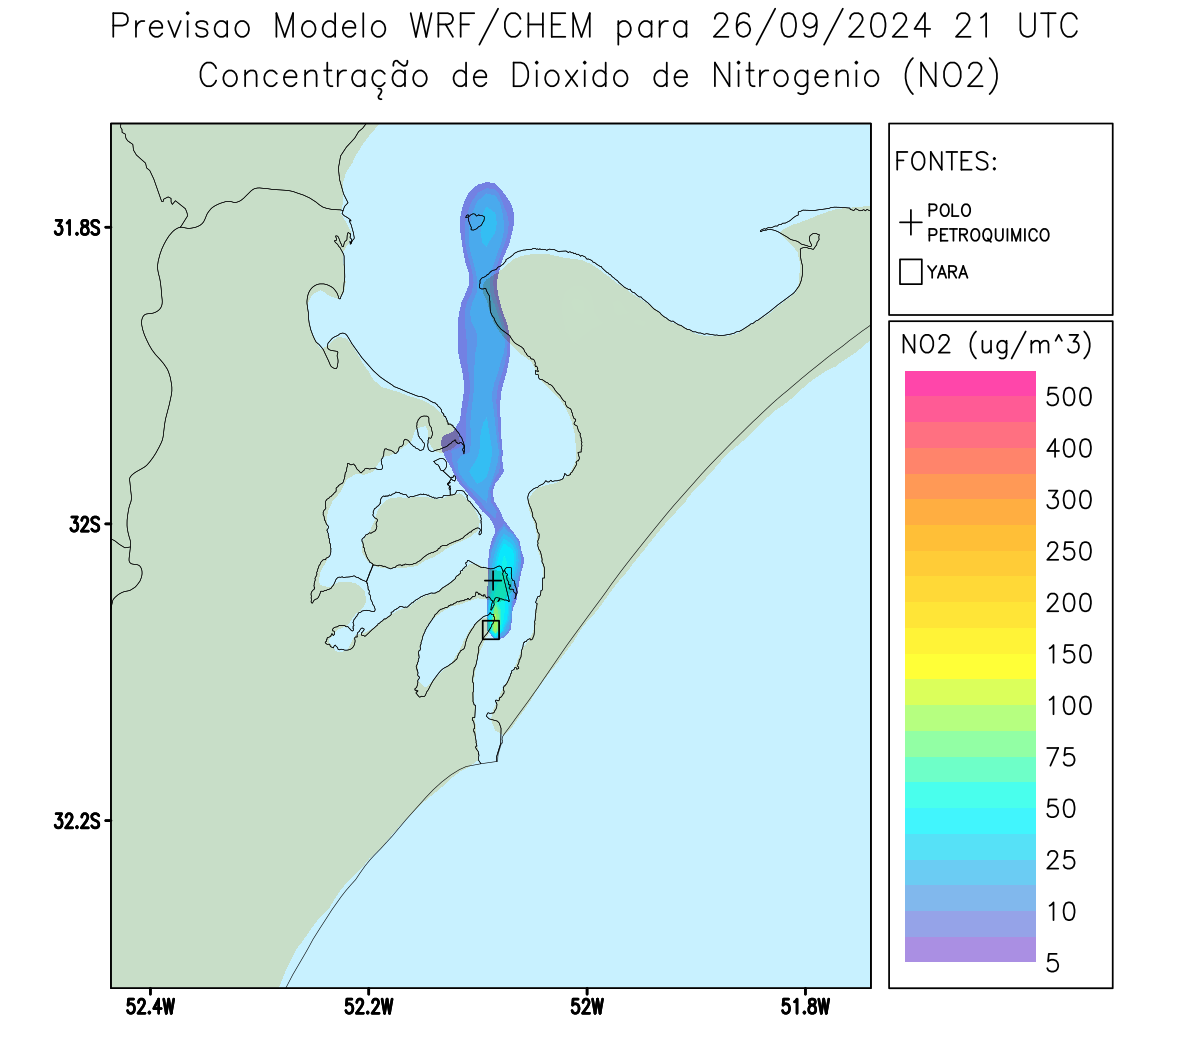 Previsao Modelo WRF/CHEM para 26/09/2024 21 UTC
Concentração de Dioxido de Nitrogenio (NO2)
FONTES:
POLO
PETROQUIMICO
YARA
31.8S
32S
32.2S
52.4W
52.2W
52W
51.8W
NO2 (ug/m^3)
500
400
300
250
200
150
100
75
50
25
10
5